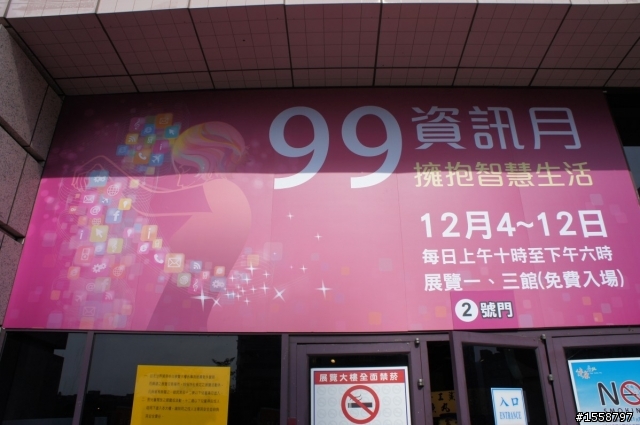 99 資訊月
擁抱智慧生活
12月4~12日
每日上午十時至下午六時
展覽一、三館(免費入場)
2 號門
展覽大樓全面禁菸
入口
ENTRANCE
NO
#1558797